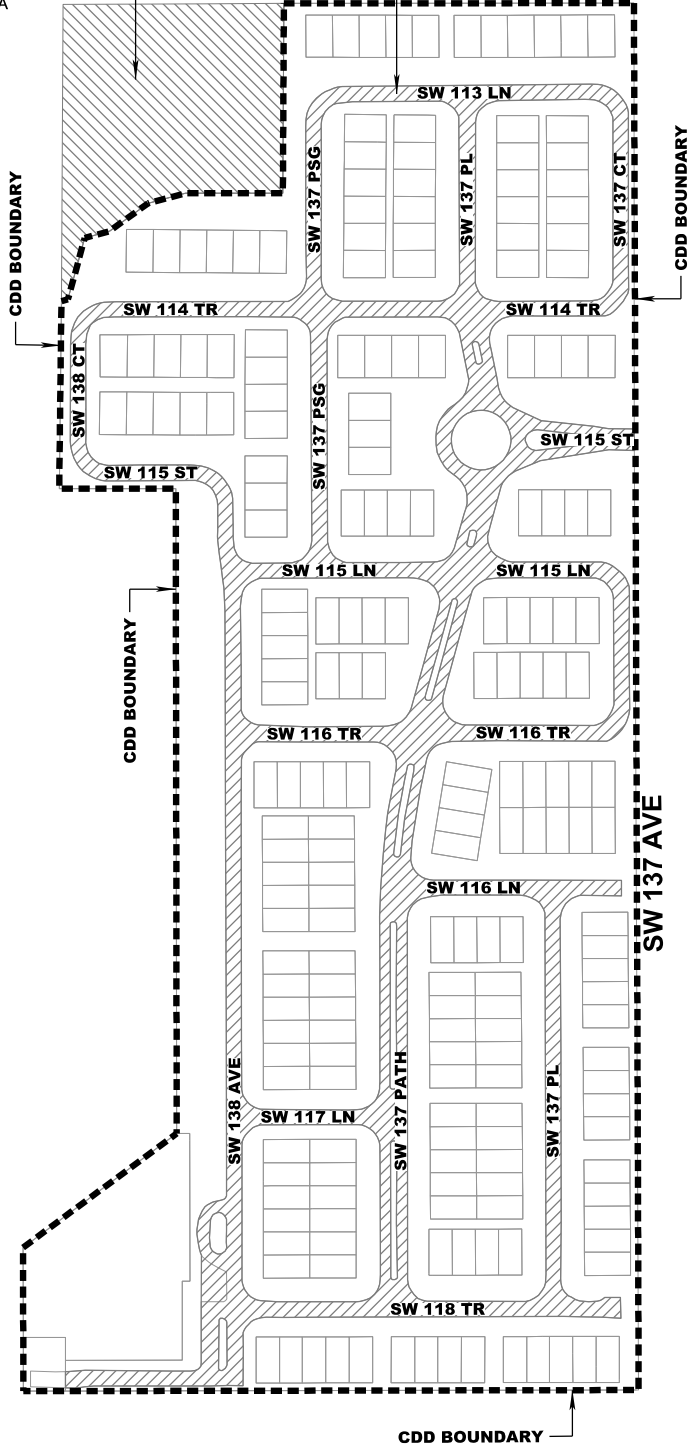 A
SW 113 LN
SW 137 PSG
SW 137 PL
SW 137 CT
CDD BOUNDARY
CDD BOUNDARY
SW 114 TR
SW 114 TR
SW 138 CT
SW 137 PSG
SW 115 ST
SW 115 ST
SW 115 LN
SW 115 LN
CDD BOUNDARY
SW 116 TR
SW 116 TR
SW 137 AVE
SW 116 LN
SW 138 AVE
SW 137 PATH
SW 137 PL
SW 117 LN
SW 118 TR
CDD BOUNDARY